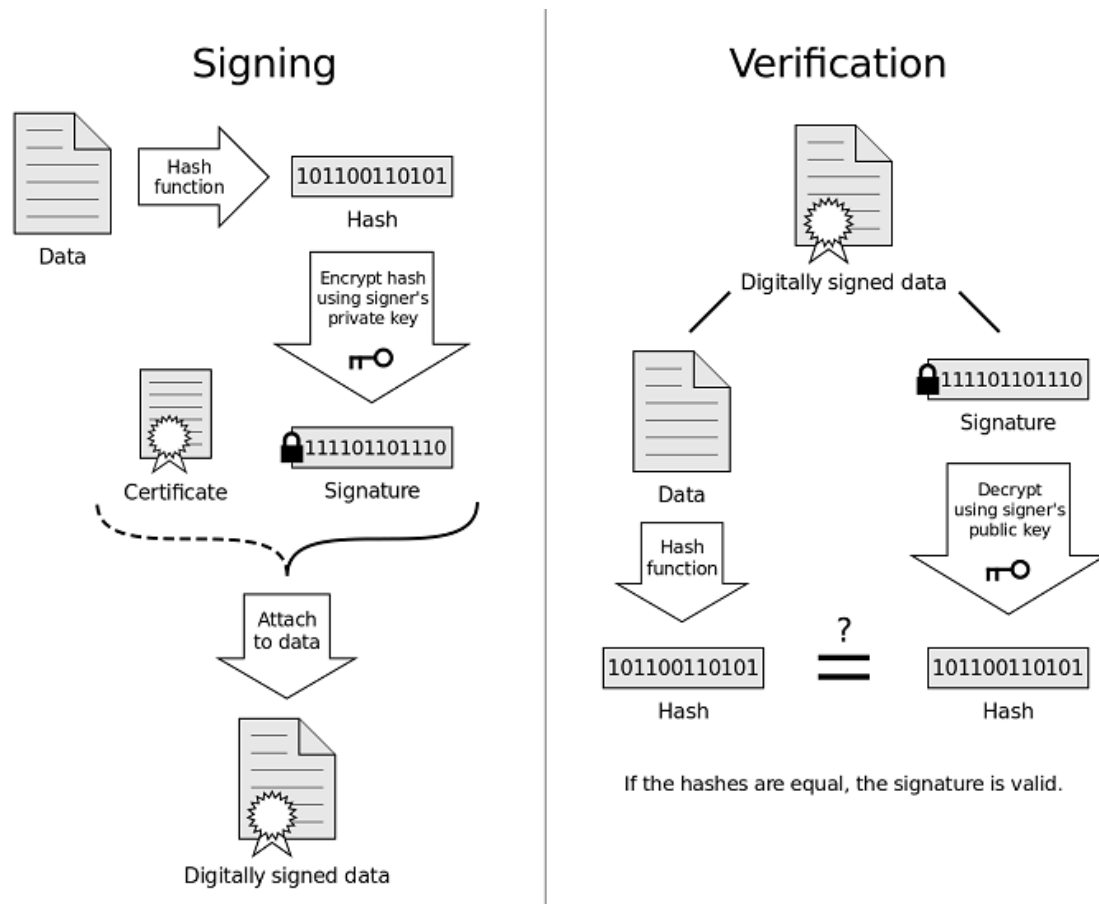 Signing
Hash
function
101100110101
Hash
Data
Encrypt hash
using signer's
private key
111101101110
Certificate
Signature
Attach
to data
Digitally signed data
Verification
Digitally signed data
111101101110
Signature
Data
Decrypt
using signer's
public key
Hash
function
?
101100110101
101100110101
Hash
Hash
If the hashes are equal, the signature is valid.